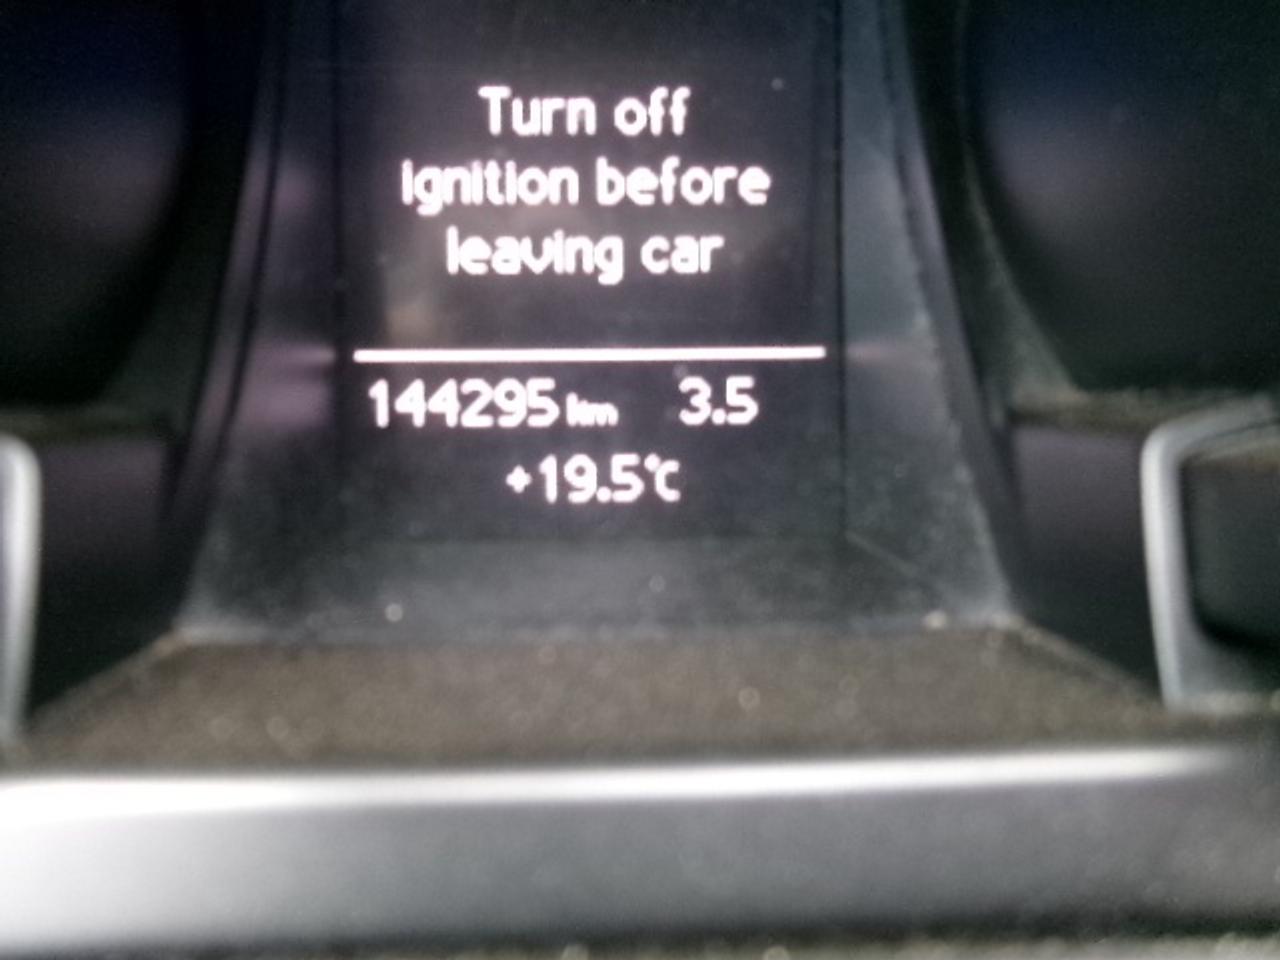 Turn off
ignition before
leaving car
144295 km 3.5
+19.5°C